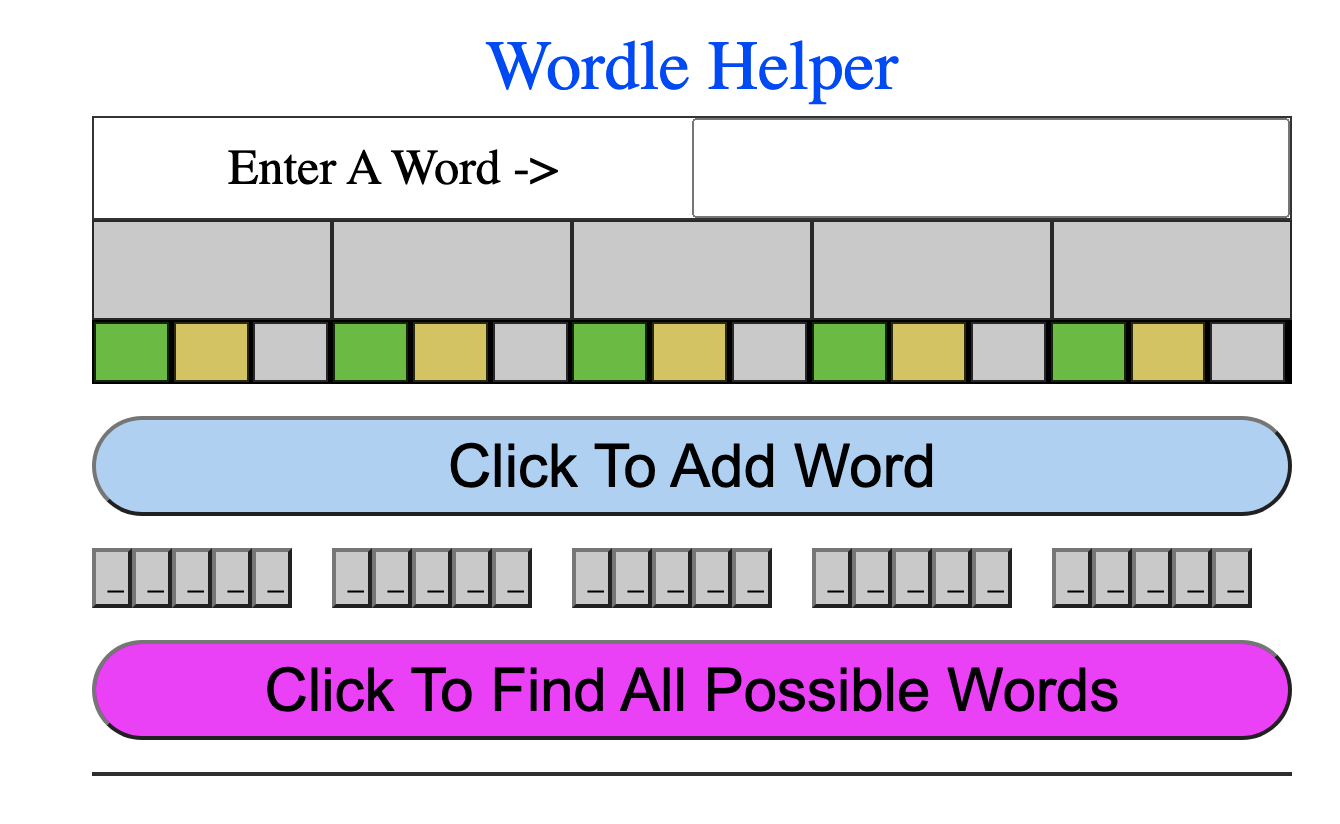 Wordle Helper
Enter A Word ->
Click To Add Word
_ _ _ _ _ _ _ _ _ _ _ _ _ _ _ _ _ _ _ _ _ _ _ _ _
Click To Find All Possible Words